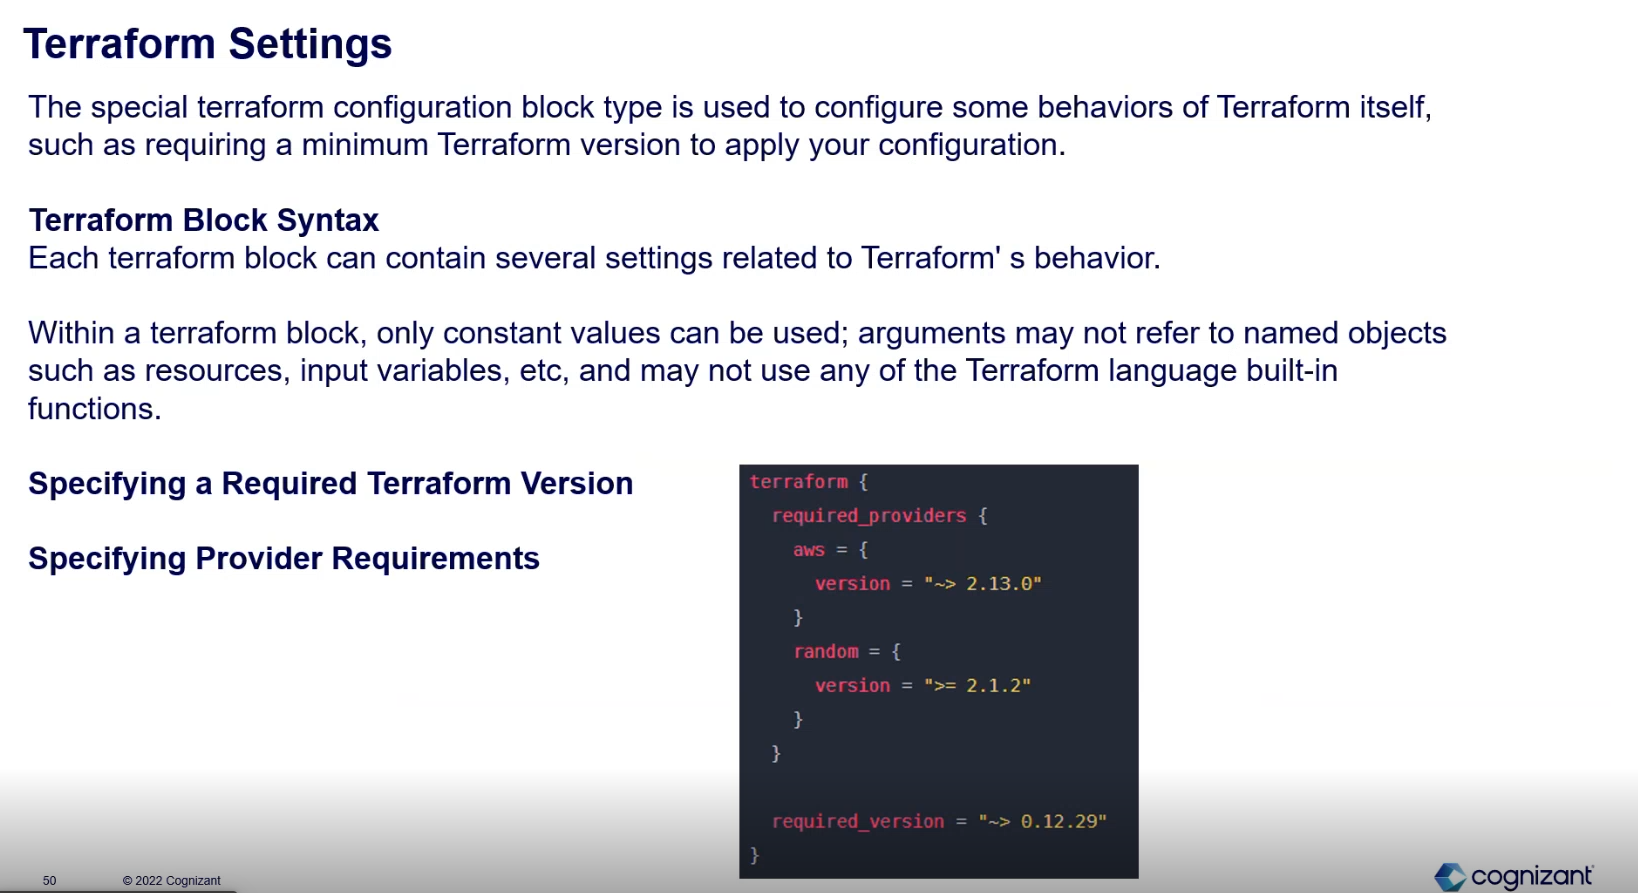 Terraform Settings
The special terraform configuration block type is used to configure some behaviors of Terraform itself,
such as requiring a minimum Terraform version to apply your configuration.
Terraform Block Syntax
Each terraform block can contain several settings related to Terraform' s behavior.
Within a terraform block, only constant values can be used; arguments may not refer to named objects
such as resources, input variables, etc, and may not use any of the Terraform language built-in
functions.
Specifying a Required Terraform Version
Specifying Provider Requirements
terraform {
  required_providers {
    aws = {
      version = "~> 2.13.0"
    }
    random = {
      version = ">= 2.1.2"
    }
  }
  required_version = "~> 0.12.29"
}
50 © 2022 Cognizant
cognizant